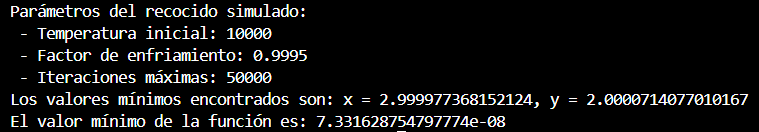 Parámetros del recocido simulado:
- Temperatura inicial: 10000
- Factor de enfriamiento: 0.9995
- Iteraciones máximas: 50000
Los valores mínimos encontrados son: x = 2.999977368152124, y = 2.0000714077010167
El valor mínimo de la función es: 7.331628754797774e-08